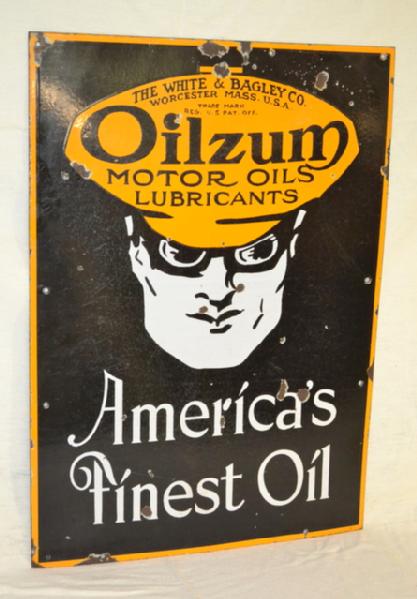 THE WHITE & BAGLEY CO.
WORCESTER MASS. U.S.A.
TRADE MARK
REG. U.S. PAT. OFF.
Oilzum
MOTOR OILS
LUBRICANTS
America's
Finest Oil